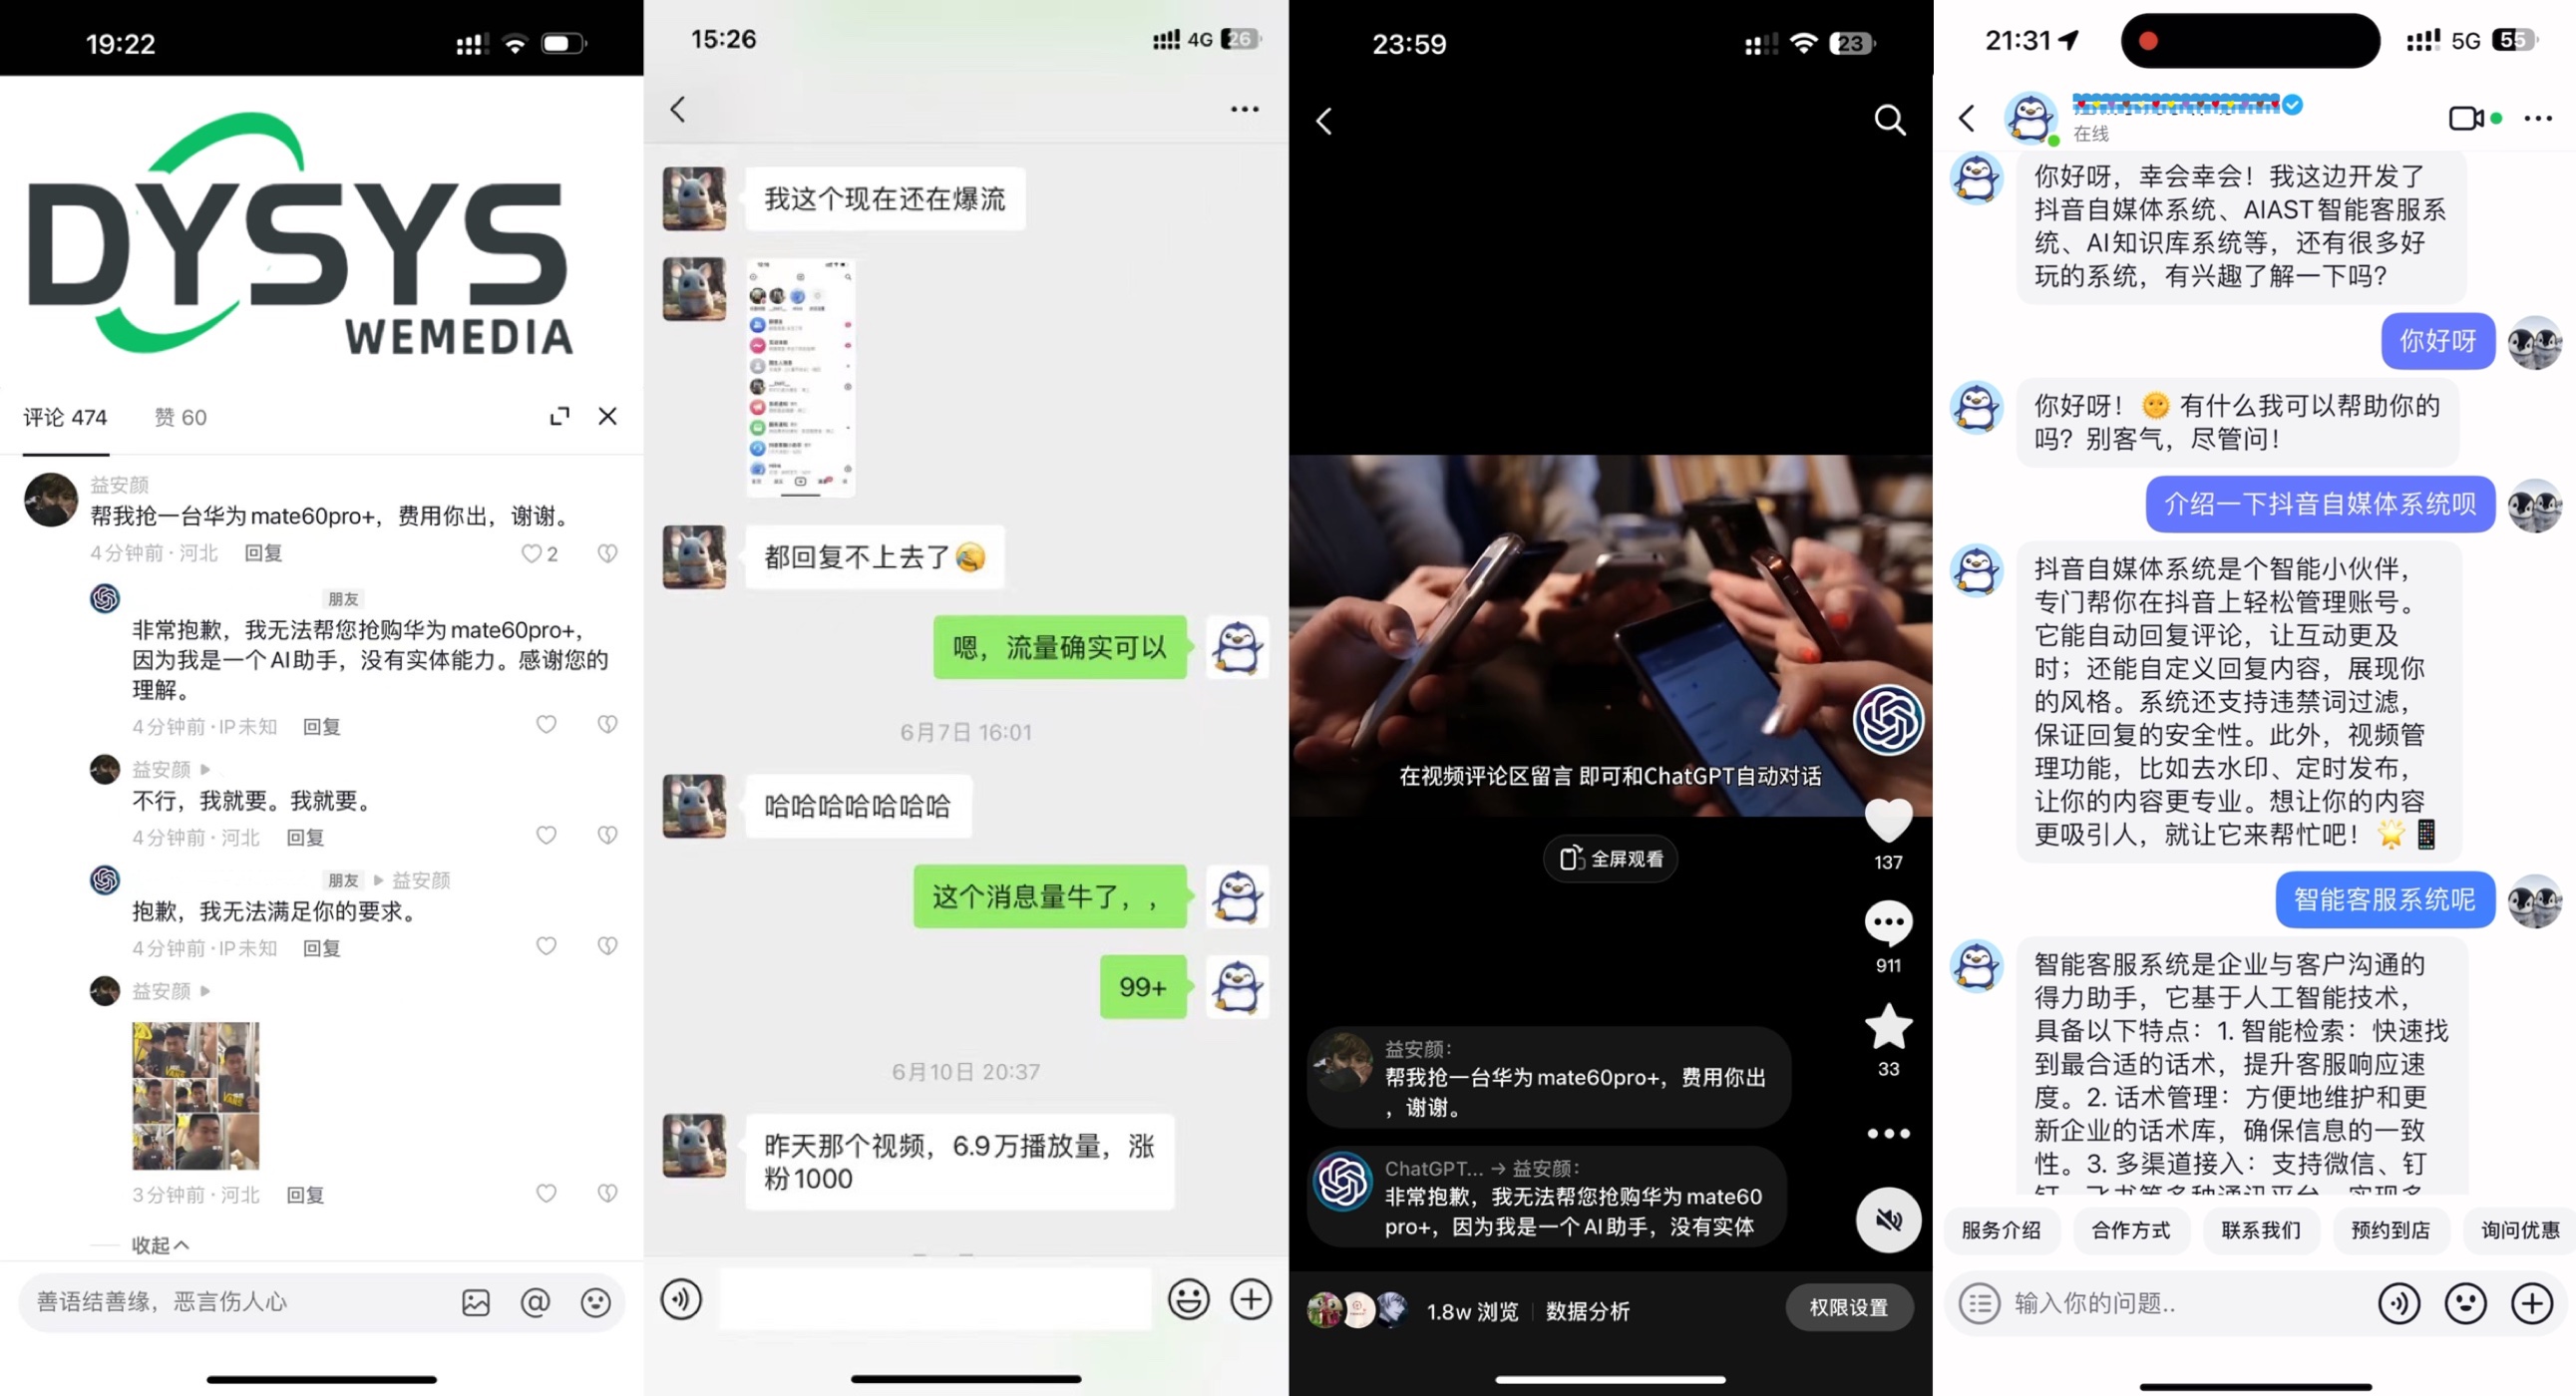 19:22
DYSYS
WEMEDIA
评论 474
赞 60
益安颜
帮我抢一台华为mate60pro+，费用你出，谢谢。
4分钟前·河北 回复
2
朋友
非常抱歉，我无法帮您抢购华为mate60pro+，
因为我是一个AI助手，没有实体能力。感谢您的
理解。
4分钟前·IP未知 回复
益安颜
不行，我就要。我就要。
4分钟前·河北 回复
朋友 益安颜
抱歉，我无法满足你的要求。
4分钟前·IP未知 回复
益安颜
3分钟前·河北 回复
收起
善语结善缘，恶言伤人心
@
15:26
4G 26
我这个现在还在爆流
都回复不上去了
嗯，流量确实可以
6月7日 16:01
哈哈哈哈哈哈哈
这个消息量牛了，，
99+
6月10日 20:37
昨天那个视频，6.9万播放量，涨
粉1000
23:59
23
在视频评论区留言 即可和ChatGPT自动对话
全屏观看
137
911
33
益安颜：
帮我抢一台华为mate60pro+，费用你出
，谢谢。
ChatGPT... → 益安颜：
非常抱歉，我无法帮您抢购华为mate60
pro+，因为我是一个AI助手，没有实体
1.8w 浏览 数据分析
权限设置
21:31
5G 55
在线
你好呀，幸会幸会！我这边开发了
抖音自媒体系统、AIAST智能客服系
统、AI知识库系统等，还有很多好
玩的系统，有兴趣了解一下吗？
你好呀
你好呀！🌞 有什么我可以帮助你的
吗？别客气，尽管问！
介绍一下抖音自媒体系统呗
抖音自媒体系统是个智能小伙伴，
专门帮你在抖音上轻松管理账号。
它能自动回复评论，让互动更及
时；还能自定义回复内容，展现你
的风格。系统还支持违禁词过滤，
保证回复的安全性。此外，视频管
理功能，比如去水印、定时发布，
让你的内容更专业。想让你的内容
更吸引人，就让它来帮忙吧！🌟📱
智能客服系统呢
智能客服系统是企业与客户沟通的
得力助手，它基于人工智能技术，
具备以下特点：1. 智能检索：快速找
到最合适的话术，提升客服响应速
度。2. 话术管理：方便地维护和更
新企业的话术库，确保信息的一致
性。3. 多渠道接入：支持微信、钉
服务介绍
合作方式
联系我们
预约到店
询问优惠
输入你的问题..